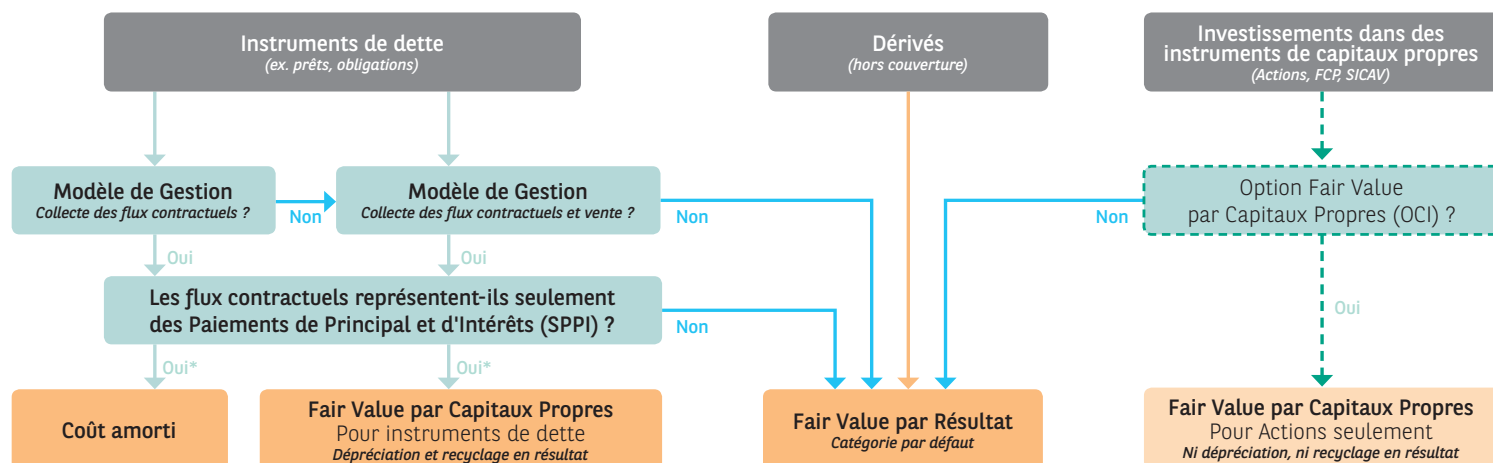 Instruments de dette
(ex. prêts, obligations)
Dérivés
(hors couverture)
Investissements dans des
instruments de capitaux propres
(Actions, FCP, SICAV)
Modèle de Gestion
Collecte des flux contractuels ?
Non
Modèle de Gestion
Collecte des flux contractuels et vente ?
Non
Non
Option Fair Value
par Capitaux Propres (OCI) ?
Oui
Oui
Les flux contractuels représentent-ils seulement
des Paiements de Principal et d'Intérêts (SPPI) ?
Non
Oui
Oui*
Oui*
Coût amorti
Fair Value par Capitaux Propres
Pour instruments de dette
Dépréciation et recyclage en résultat
Fair Value par Résultat
Catégorie par défaut
Fair Value par Capitaux Propres
Pour Actions seulement
Ni dépréciation, ni recyclage en résultat